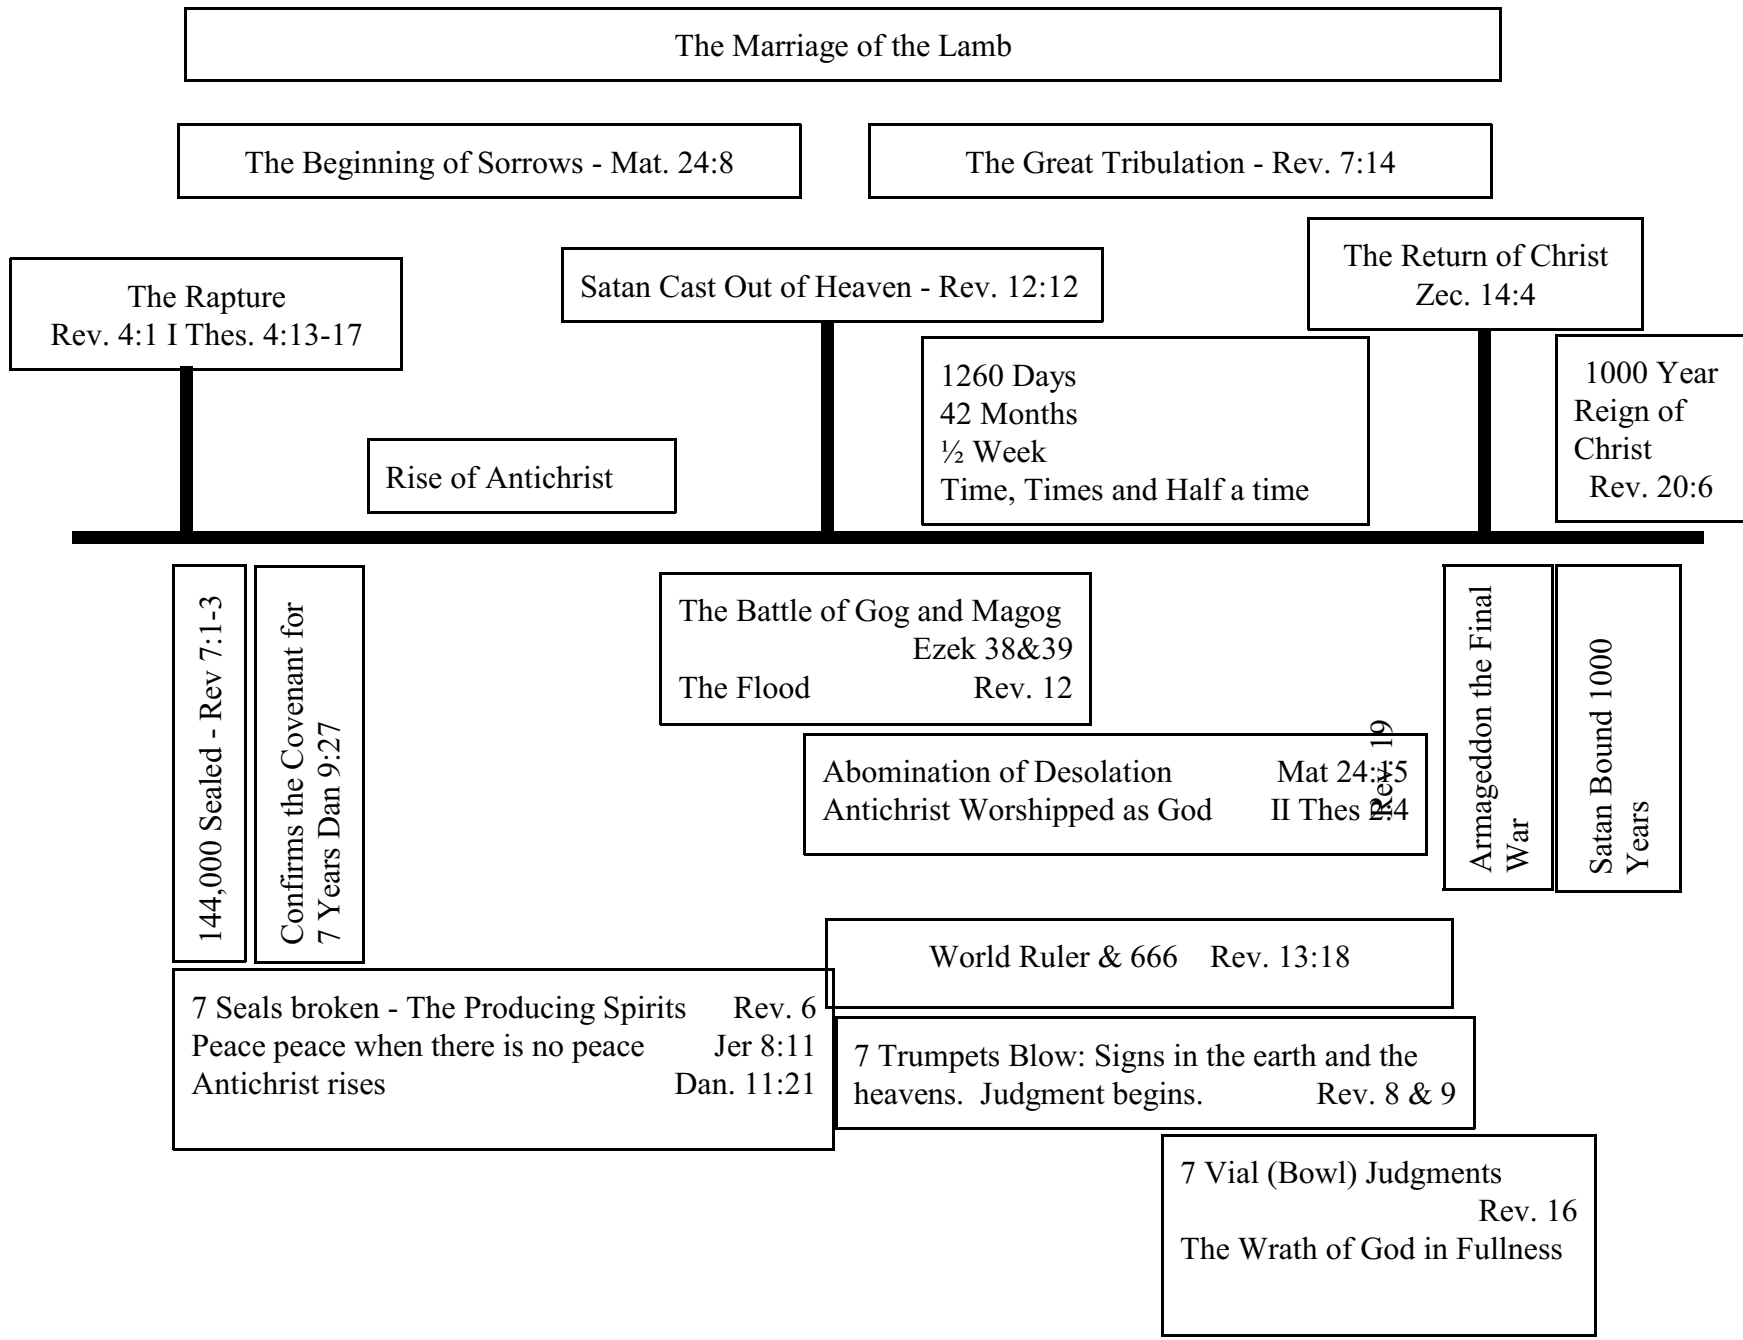 The Marriage of the Lamb
The Beginning of Sorrows - Mat. 24:8
The Great Tribulation - Rev. 7:14
The Rapture
Rev. 4:1 I Thes. 4:13-17
Satan Cast Out of Heaven - Rev. 12:12
The Return of Christ
Zec. 14:4
1260 Days
42 Months
½ Week
Time, Times and Half a time
1000 Year
Reign of
Christ
Rev. 20:6
Rise of Antichrist
144,000 Sealed - Rev 7:1-3
Confirms the Covenant for
7 Years Dan 9:27
The Battle of Gog and Magog
Ezek 38&39
The Flood Rev. 12
Abomination of Desolation Mat 24:15
Antichrist Worshipped as God II Thes 2:4
Rev. 19
Armageddon the Final
War
Satan Bound 1000
Years
World Ruler & 666 Rev. 13:18
7 Seals broken - The Producing Spirits Rev. 6
Peace peace when there is no peace Jer 8:11
Antichrist rises Dan. 11:21
7 Trumpets Blow: Signs in the earth and the
heavens. Judgment begins. Rev. 8 & 9
7 Vial (Bowl) Judgments
Rev. 16
The Wrath of God in Fullness